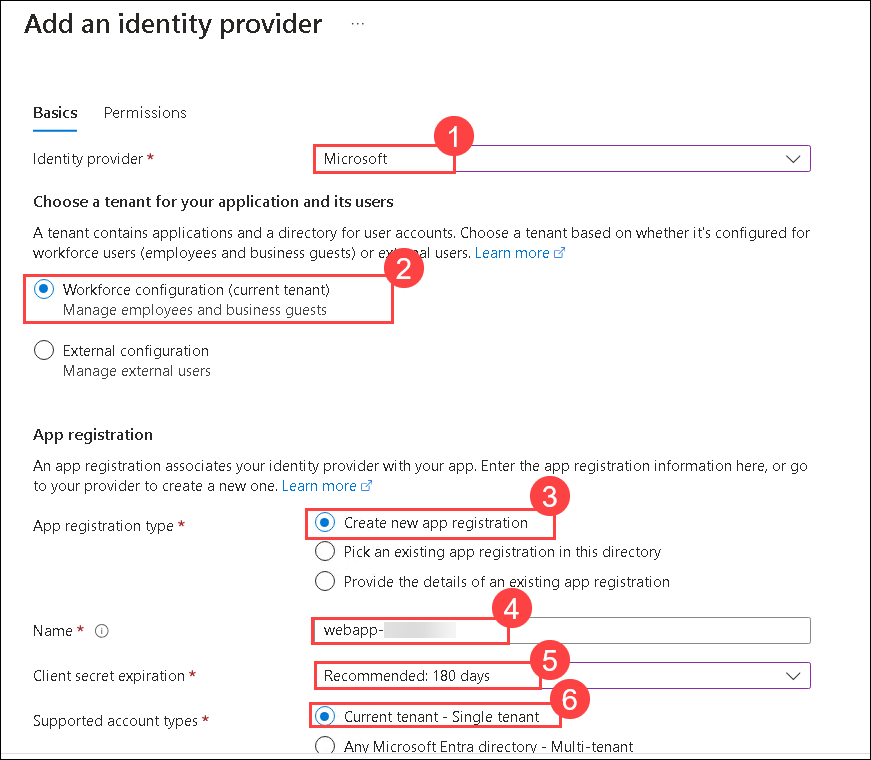 Add an identity provider ...
Basics Permissions
1
Identity provider * Microsoft
Choose a tenant for your application and its users
A tenant contains applications and a directory for user accounts. Choose a tenant based on whether it's configured for
workforce users (employees and business guests) or external users. Learn more
2
Workforce configuration (current tenant)
Manage employees and business guests
External configuration
Manage external users
App registration
An app registration associates your identity provider with your app. Enter the app registration information here, or go
to your provider to create a new one. Learn more
3
App registration type * Create new app registration
Pick an existing app registration in this directory
Provide the details of an existing app registration
4
Name * webapp-
5
Client secret expiration * Recommended: 180 days
6
Supported account types * Current tenant - Single tenant
Any Microsoft Entra directory - Multi-tenant